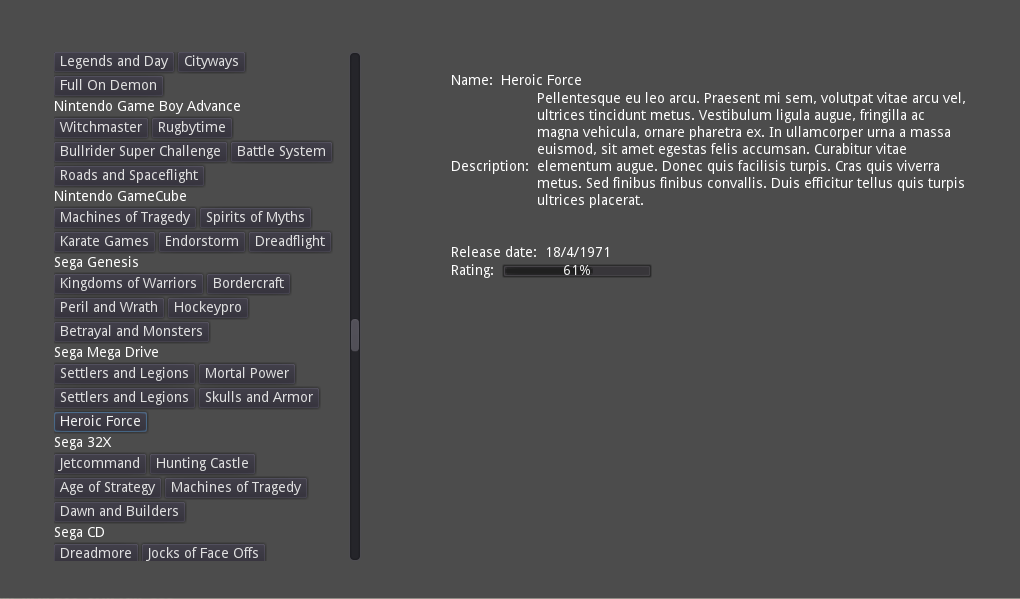 Legends and Day Cityways
Full On Demon
Nintendo Game Boy Advance
Witchmaster Rugbytime
Bullrider Super Challenge Battle System
Roads and Spaceflight
Nintendo GameCube
Machines of Tragedy Spirits of Myths
Karate Games Endorstorm Dreadflight
Sega Genesis
Kingdoms of Warriors Bordercraft
Peril and Wrath Hockeypro
Betrayal and Monsters
Sega Mega Drive
Settlers and Legions Mortal Power
Settlers and Legions Skulls and Armor
Heroic Force
Sega 32X
Jetcommand Hunting Castle
Age of Strategy Machines of Tragedy
Dawn and Builders
Sega CD
Dreadmore Jocks of Face Offs
Name: Heroic Force
Pellentesque eu leo arcu. Praesent mi sem, volutpat vitae arcu vel,
ultrices tincidunt metus. Vestibulum ligula augue, fringilla ac
magna vehicula, ornare pharetra ex. In ullamcorper urna a massa
euismod, sit amet egestas felis accumsan. Curabitur vitae
Description: elementum augue. Donec quis facilisis turpis. Cras quis viverra
metus. Sed finibus finibus convallis. Duis efficitur tellus quis turpis
ultrices placerat.
Release date: 18/4/1971
Rating: 61%